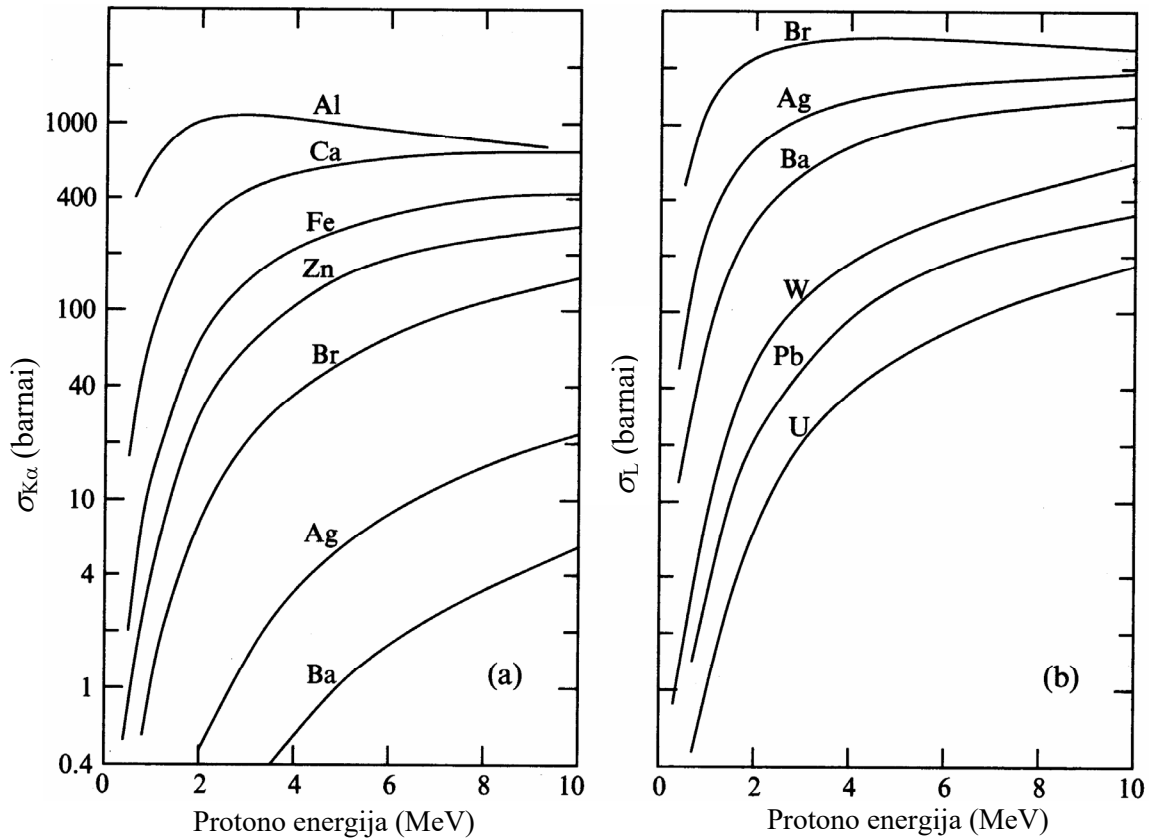 Al
Ca
Fe
Zn
Br
Ag
Ba
(a)
1000
400
100
40
10
4
1
0.4
σKα (barnai)
0
2
4
6
8
10
Protono energija (MeV)
Br
Ag
Ba
W
Pb
U
(b)
σL (barnai)
0
2
4
6
8
10
Protono energija (MeV)